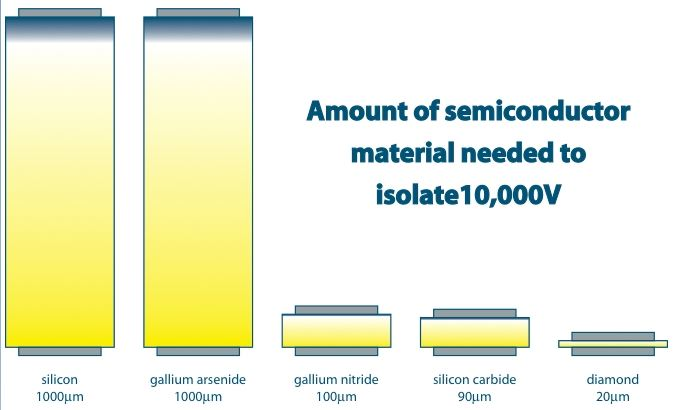 Amount of semiconductor
material needed to
isolate10,000V
silicon
1000μm
gallium arsenide
1000μm
gallium nitride
100μm
silicon carbide
90μm
diamond
20μm